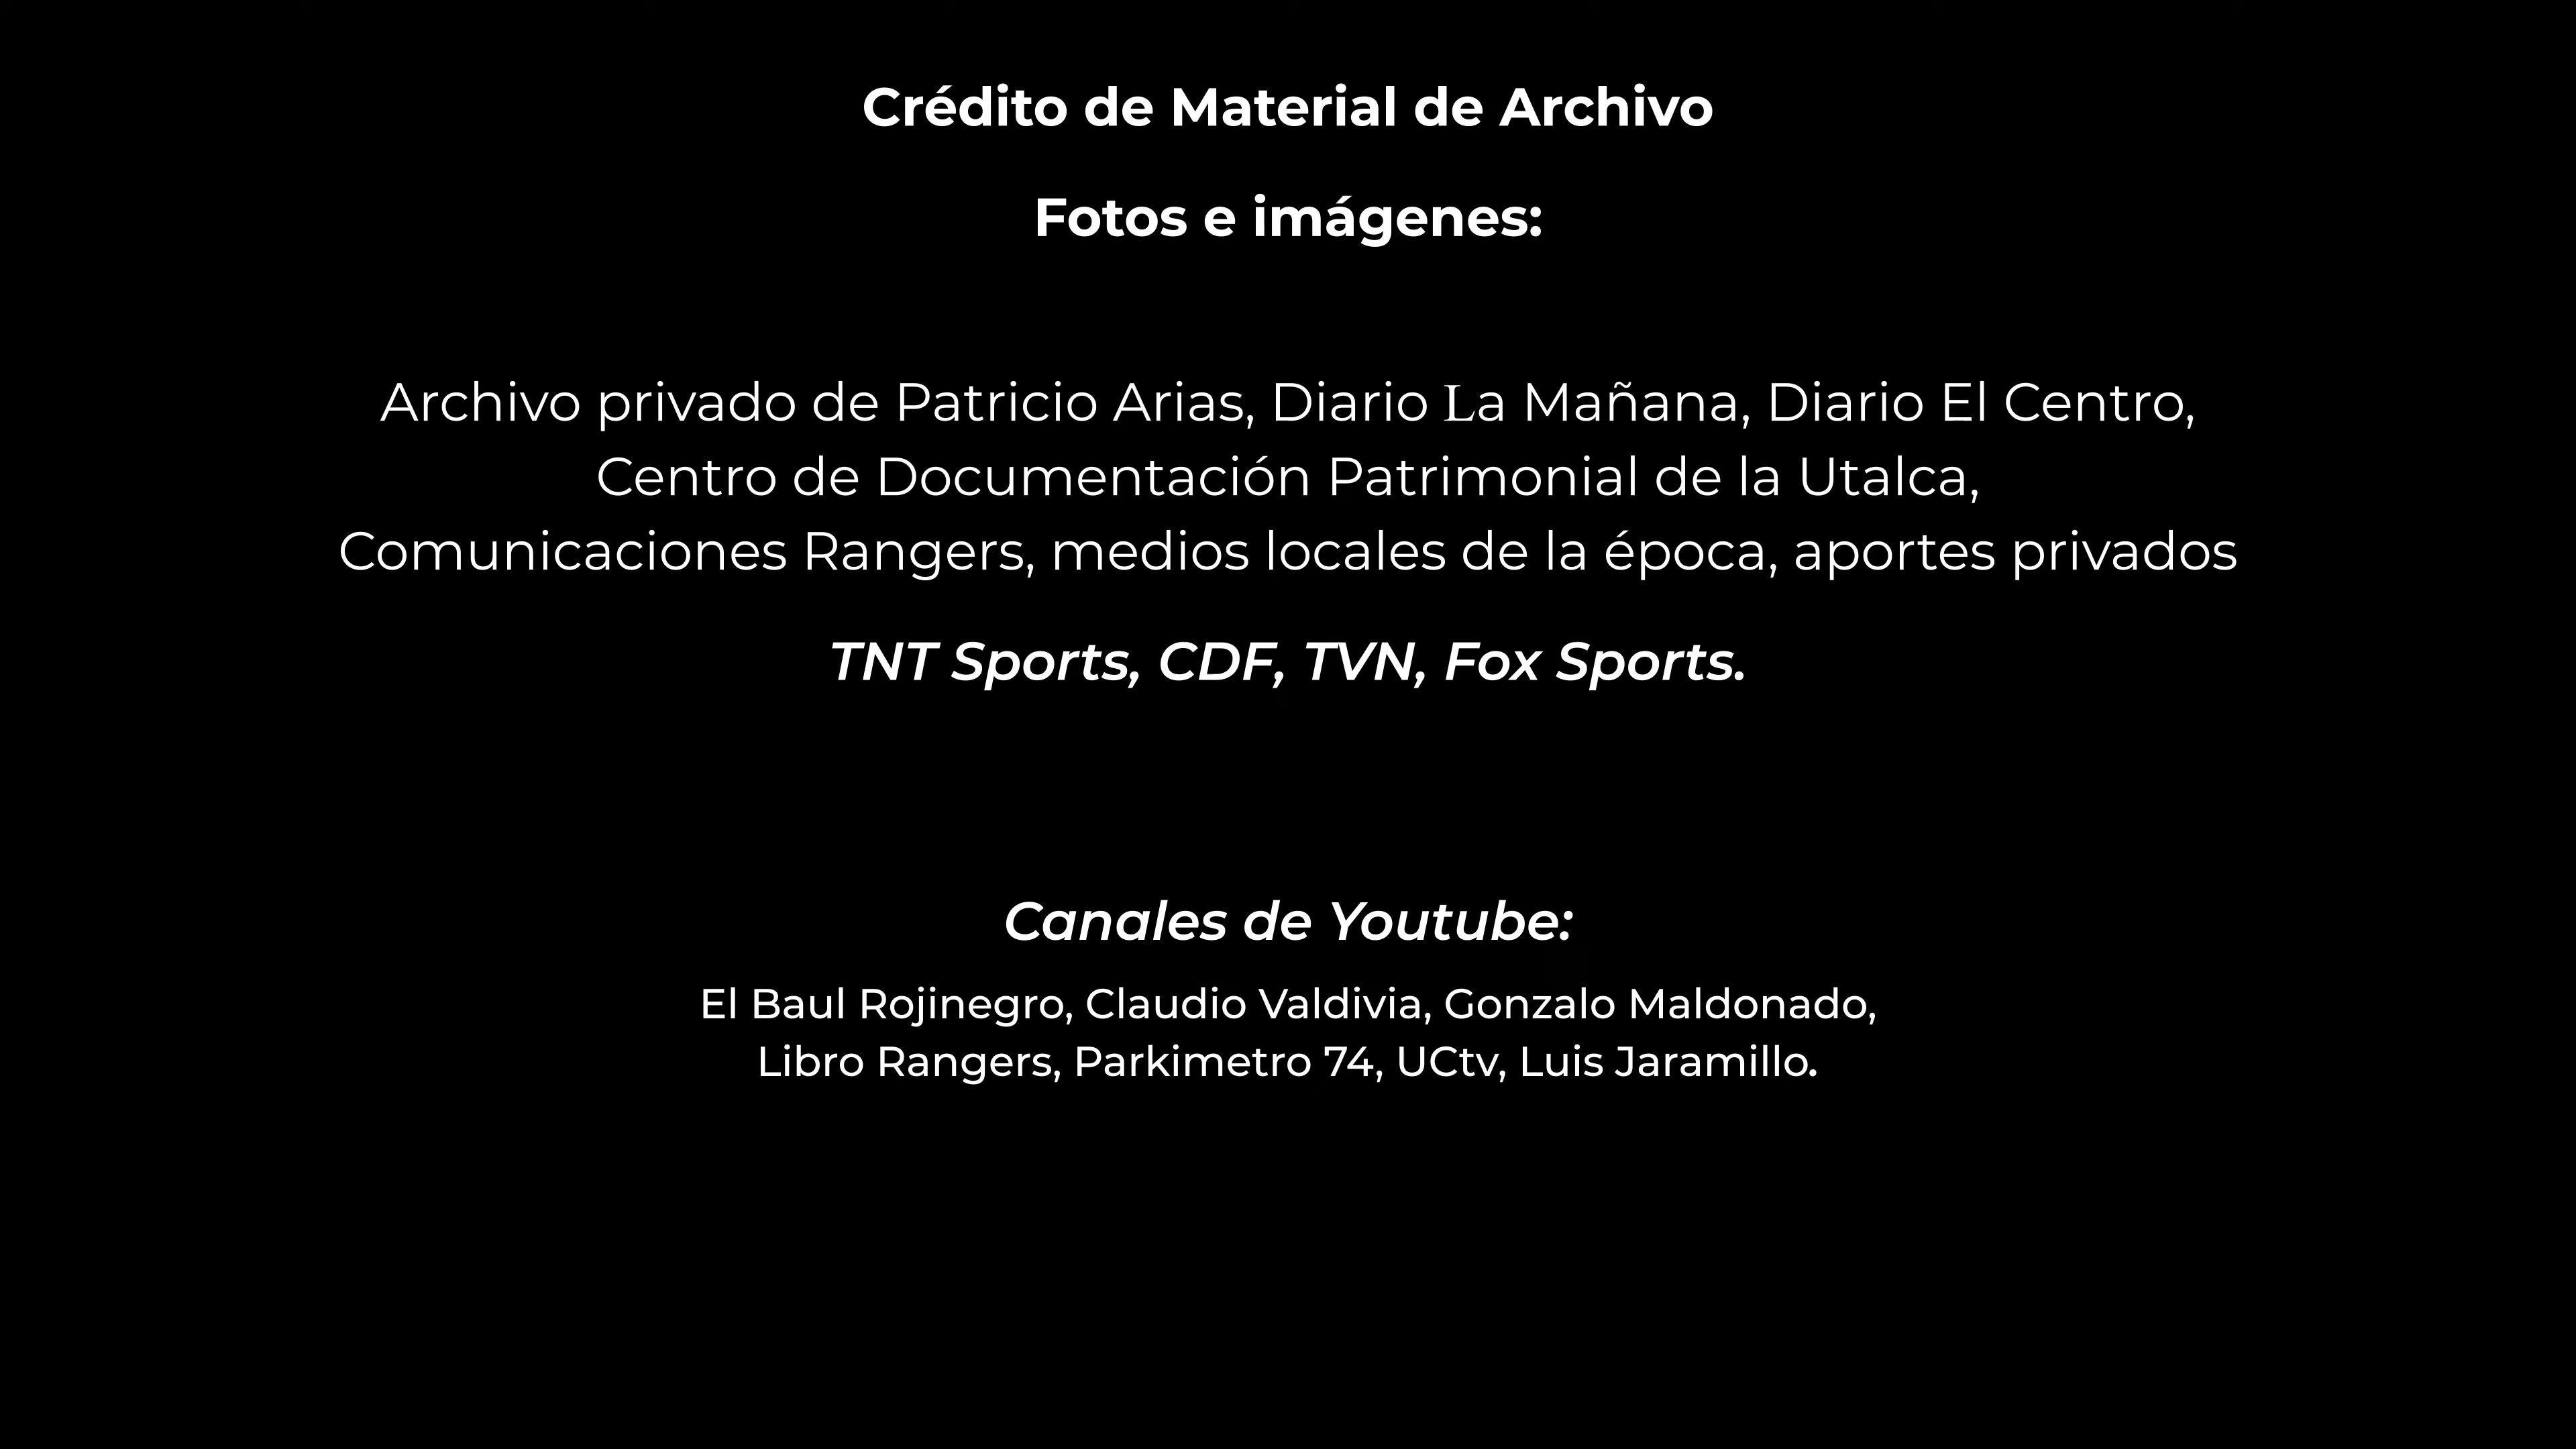 Crédito de Material de Archivo
Fotos e imágenes:
Archivo privado de Patricio Arias, Diario La Mañana, Diario El Centro,
Centro de Documentación Patrimonial de la Utalca,
Comunicaciones Rangers, medios locales de la época, aportes privados
TNT Sports, CDF, TVN, Fox Sports.
Canales de Youtube:
El Baul Rojinegro, Claudio Valdivia, Gonzalo Maldonado,
Libro Rangers, Parkimetro 74, UCtv, Luis Jaramillo.